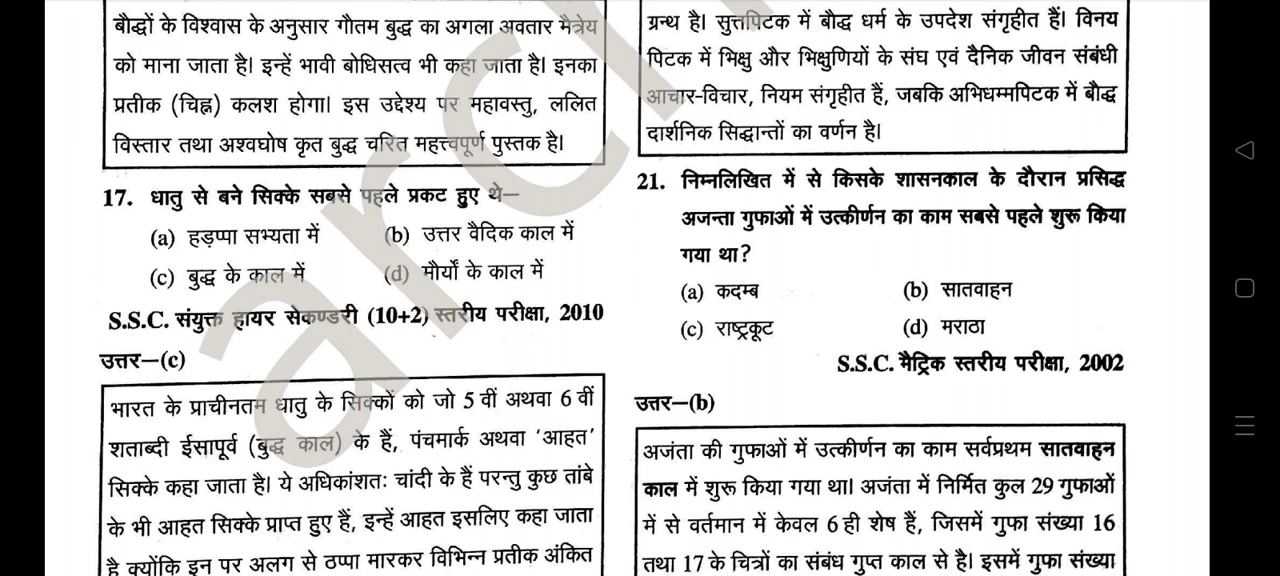 बौद्धों के विश्वास के अनुसार गौतम बुद्ध का अगला अवतार मैत्रेय
को माना जाता है। इन्हें भावी बोधिसत्व भी कहा जाता है। इनका
प्रतीक (चिह्न) कलश होगा। इस उद्देश्य पर महावस्तु, ललित
विस्तार तथा अश्वघोष कृत बुद्ध चरित महत्त्वपूर्ण पुस्तक है।
17. धातु से बने सिक्के सबसे पहले प्रकट हुए थे—
(a) हड़प्पा सभ्यता में (b) उत्तर वैदिक काल में
(c) बुद्ध के काल में (d) मौर्यों के काल में
S.S.C. संयुक्त हायर सेकण्डरी (10+2) स्तरीय परीक्षा, 2010
उत्तर—(c)
भारत के प्राचीनतम धातु के सिक्कों को जो 5 वीं अथवा 6 वीं
शताब्दी ईसापूर्व (बुद्ध काल) के हैं, पंचमार्क अथवा ‘आहत’
सिक्के कहा जाता है। ये अधिकांशतः चांदी के हैं परन्तु कुछ तांबे
के भी आहत सिक्के प्राप्त हुए हैं, इन्हें आहत इसलिए कहा जाता
है क्योंकि इन पर अलग से ठप्पा मारकर विभिन्न प्रतीक अंकित
ग्रन्थ है। सुत्तपिटक में बौद्ध धर्म के उपदेश संगृहीत हैं। विनय
पिटक में भिक्षु और भिक्षुणियों के संघ एवं दैनिक जीवन संबंधी
आचार-विचार, नियम संगृहीत हैं, जबकि अभिधम्मपिटक में बौद्ध
दार्शनिक सिद्धान्तों का वर्णन है।
21. निम्नलिखित में से किसके शासनकाल के दौरान प्रसिद्ध
अजन्ता गुफाओं में उत्कीर्णन का काम सबसे पहले शुरू किया
गया था?
(a) कदम्ब (b) सातवाहन
(c) राष्ट्रकूट (d) मराठा
S.S.C. मैट्रिक स्तरीय परीक्षा, 2002
उत्तर—(b)
अजंता की गुफाओं में उत्कीर्णन का काम सर्वप्रथम सातवाहन
काल में शुरू किया गया था। अजंता में निर्मित कुल 29 गुफाओं
में से वर्तमान में केवल 6 ही शेष हैं, जिसमें गुफा संख्या 16
तथा 17 के चित्रों का संबंध गुप्त काल से है। इसमें गुफा संख्या